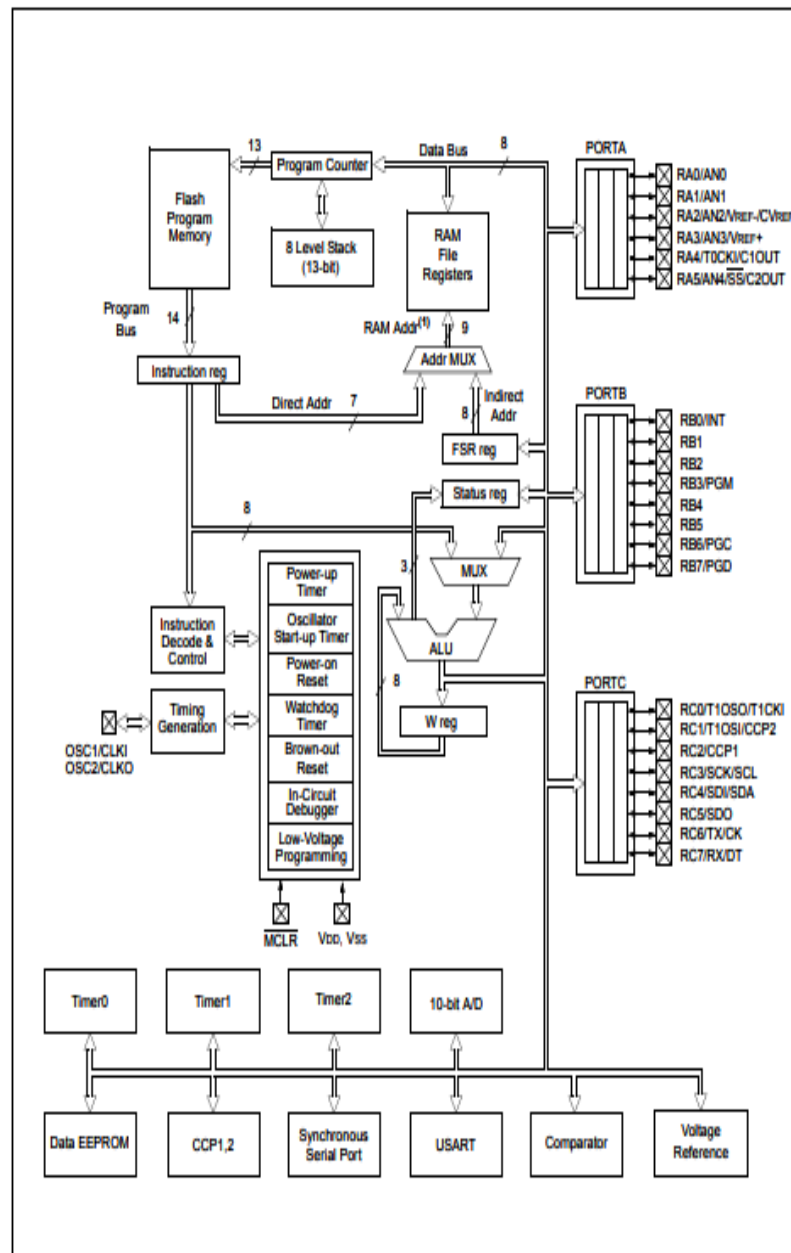 13
Program Counter
Data Bus
8
PORTA
Flash
Program
Memory
8 Level Stack
(13-bit)
RAM
File
Registers
RA0/AN0
RA1/AN1
RA2/AN2/VREF-/CVREF
RA3/AN3/VREF+
RA4/T0CKI/C1OUT
RA5/AN4/SS/C2OUT
Program
Bus
14
RAM Addr(1)
9
Addr MUX
Instruction reg
Direct Addr
7
8
Indirect
Addr
FSR reg
Status reg
PORTB
RB0/INT
RB1
RB2
RB3/PGM
RB4
RB5
RB6/PGC
RB7/PGD
8
3
MUX
ALU
8
W reg
Power-up
Timer
Oscillator
Start-up Timer
Power-on
Reset
Watchdog
Timer
Brown-out
Reset
In-Circuit
Debugger
Low-Voltage
Programming
Instruction
Decode &
Control
Timing
Generation
OSC1/CLKI
OSC2/CLKO
MCLR
VDD, VSS
PORTC
RC0/T1OSO/T1CKI
RC1/T1OSI/CCP2
RC2/CCP1
RC3/SCK/SCL
RC4/SDI/SDA
RC5/SDO
RC6/TX/CK
RC7/RX/DT
Timer0
Timer1
Timer2
10-bit A/D
Data EEPROM
CCP1,2
Synchronous
Serial Port
USART
Comparator
Voltage
Reference